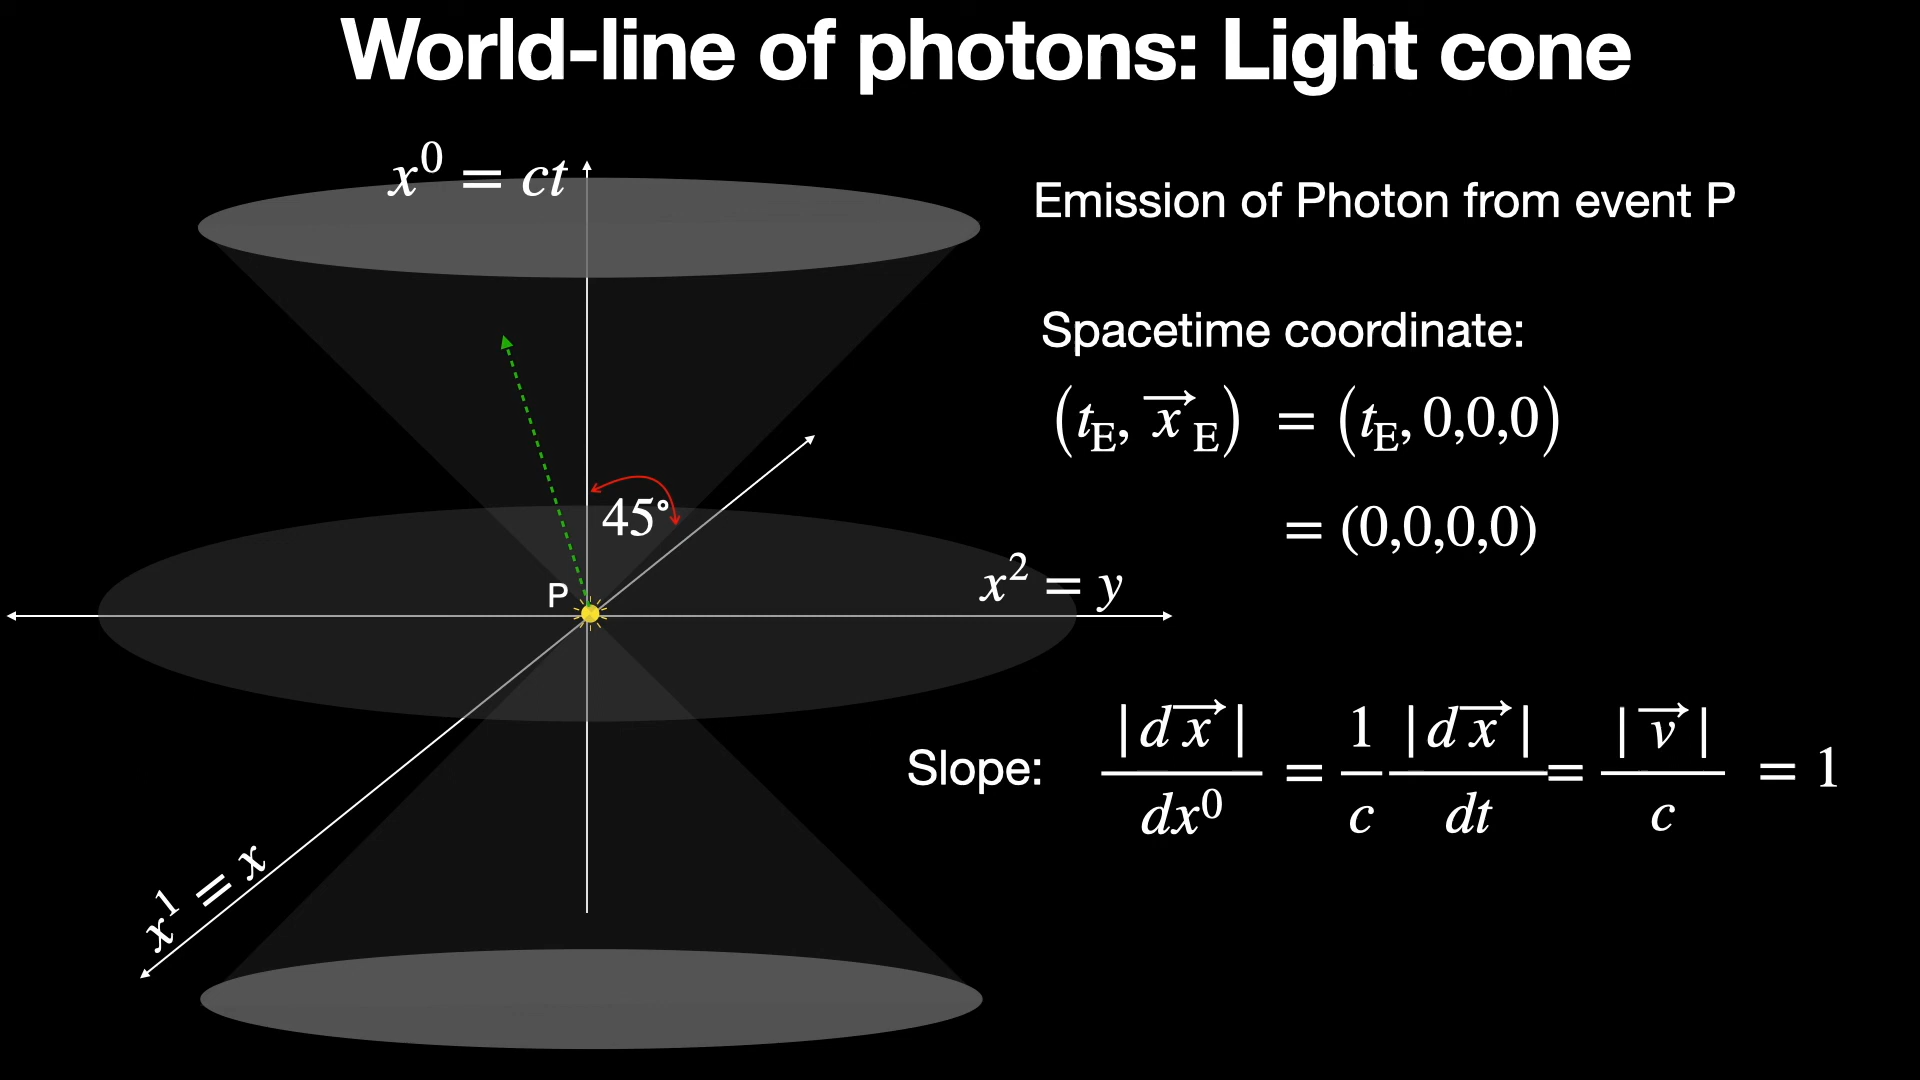 World-line of photons: Light cone
x⁰ = ct
Emission of Photon from event P
Spacetime coordinate:
(t_E, x⃗_E) = (t_E, 0,0,0)
= (0,0,0,0)
45°
P
x² = y
Slope: |dx⃗|/dx⁰ = 1/c |dx⃗|/dt = |v⃗|/c = 1
x¹ = x